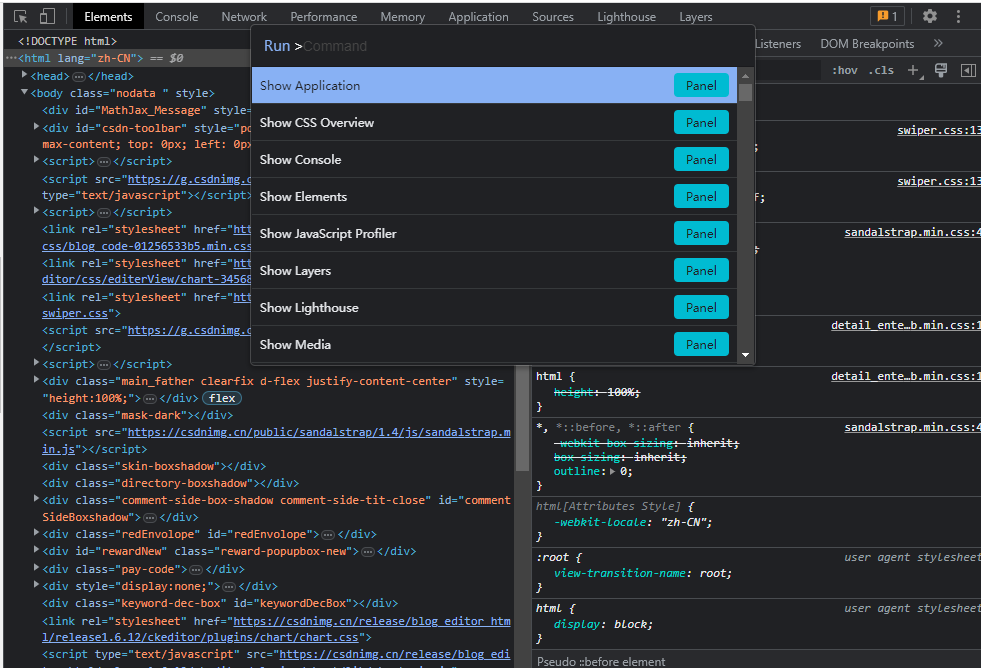 Elements Console Network Performance Memory Application Sources Lighthouse Layers 1
<!DOCTYPE html>
···<html lang="zh-CN"> == $0
<head>···</head>
<body class="nodata " style>
<div id="MathJax_Message" style=
<div id="csdn-toolbar" style="po
max-content; top: 0px; left: 0px
<script>···</script>
<script src="https://g.csdnimg.c
type="text/javascript"></script>
<script>···</script>
<link rel="stylesheet" href="htt
css/blog_code-01256533b5.min.css
<link rel="stylesheet" href="htt
ditor/css/editerView/chart-34568
<link rel="stylesheet" href="htt
swiper.css">
<script src="https://g.csdnimg.c
</script>
<script>···</script>
<div class="main_father clearfix d-flex justify-content-center" style=
"height:100%;">···</div> flex
<div class="mask-dark"></div>
<script src="https://csdnimg.cn/public/sandalstrap/1.4/js/sandalstrap.m
in.js"></script>
<div class="skin-boxshadow"></div>
<div class="directory-boxshadow"></div>
<div class="comment-side-box-shadow comment-side-tit-close" id="comment
SideBoxshadow">···</div>
<div class="redEnvolope" id="redEnvolope">···</div>
<div id="rewardNew" class="reward-popupbox-new">···</div>
<div class="pay-code">···</div>
<div style="display:none;">···</div>
<div class="keyword-dec-box" id="keywordDecBox"></div>
<link rel="stylesheet" href="https://csdnimg.cn/release/blog_editor_htm
l/release1.6.12/ckeditor/plugins/chart/chart.css">
<script type="text/javascript" src="https://csdnimg.cn/release/blog_edi
Run >Command
Show Application Panel
Show CSS Overview Panel
Show Console Panel
Show Elements Panel
Show JavaScript Profiler Panel
Show Layers Panel
Show Lighthouse Panel
Show Media Panel
Listeners DOM Breakpoints »
:hov .cls +
swiper.css:13
;
swiper.css:13
f;
sandalstrap.min.css:4
detail_ente…b.min.css:1
html { detail_ente…b.min.css:1
height: 100%;
}
*, *::before, *::after { sandalstrap.min.css:4
-webkit-box-sizing: inherit;
box-sizing: inherit;
outline: 0;
}
html[Attributes Style] {
-webkit-locale: "zh-CN";
}
:root { user agent stylesheet
view-transition-name: root;
}
html { user agent stylesheet
display: block;
}
Pseudo ::before element